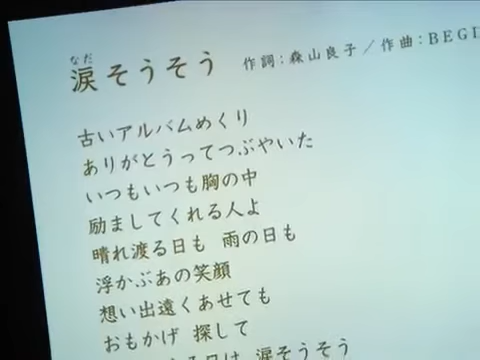 なだ
涙そうそう 作詞：森山良子／作曲：BEGI
古いアルバムめくり
ありがとうってつぶやいた
いつもいつも胸の中
励ましてくれる人よ
晴れ渡る日も 雨の日も
浮かぶあの笑顔
想い出遠くあせても
おもかげ 探して
る日は 涙そうそう